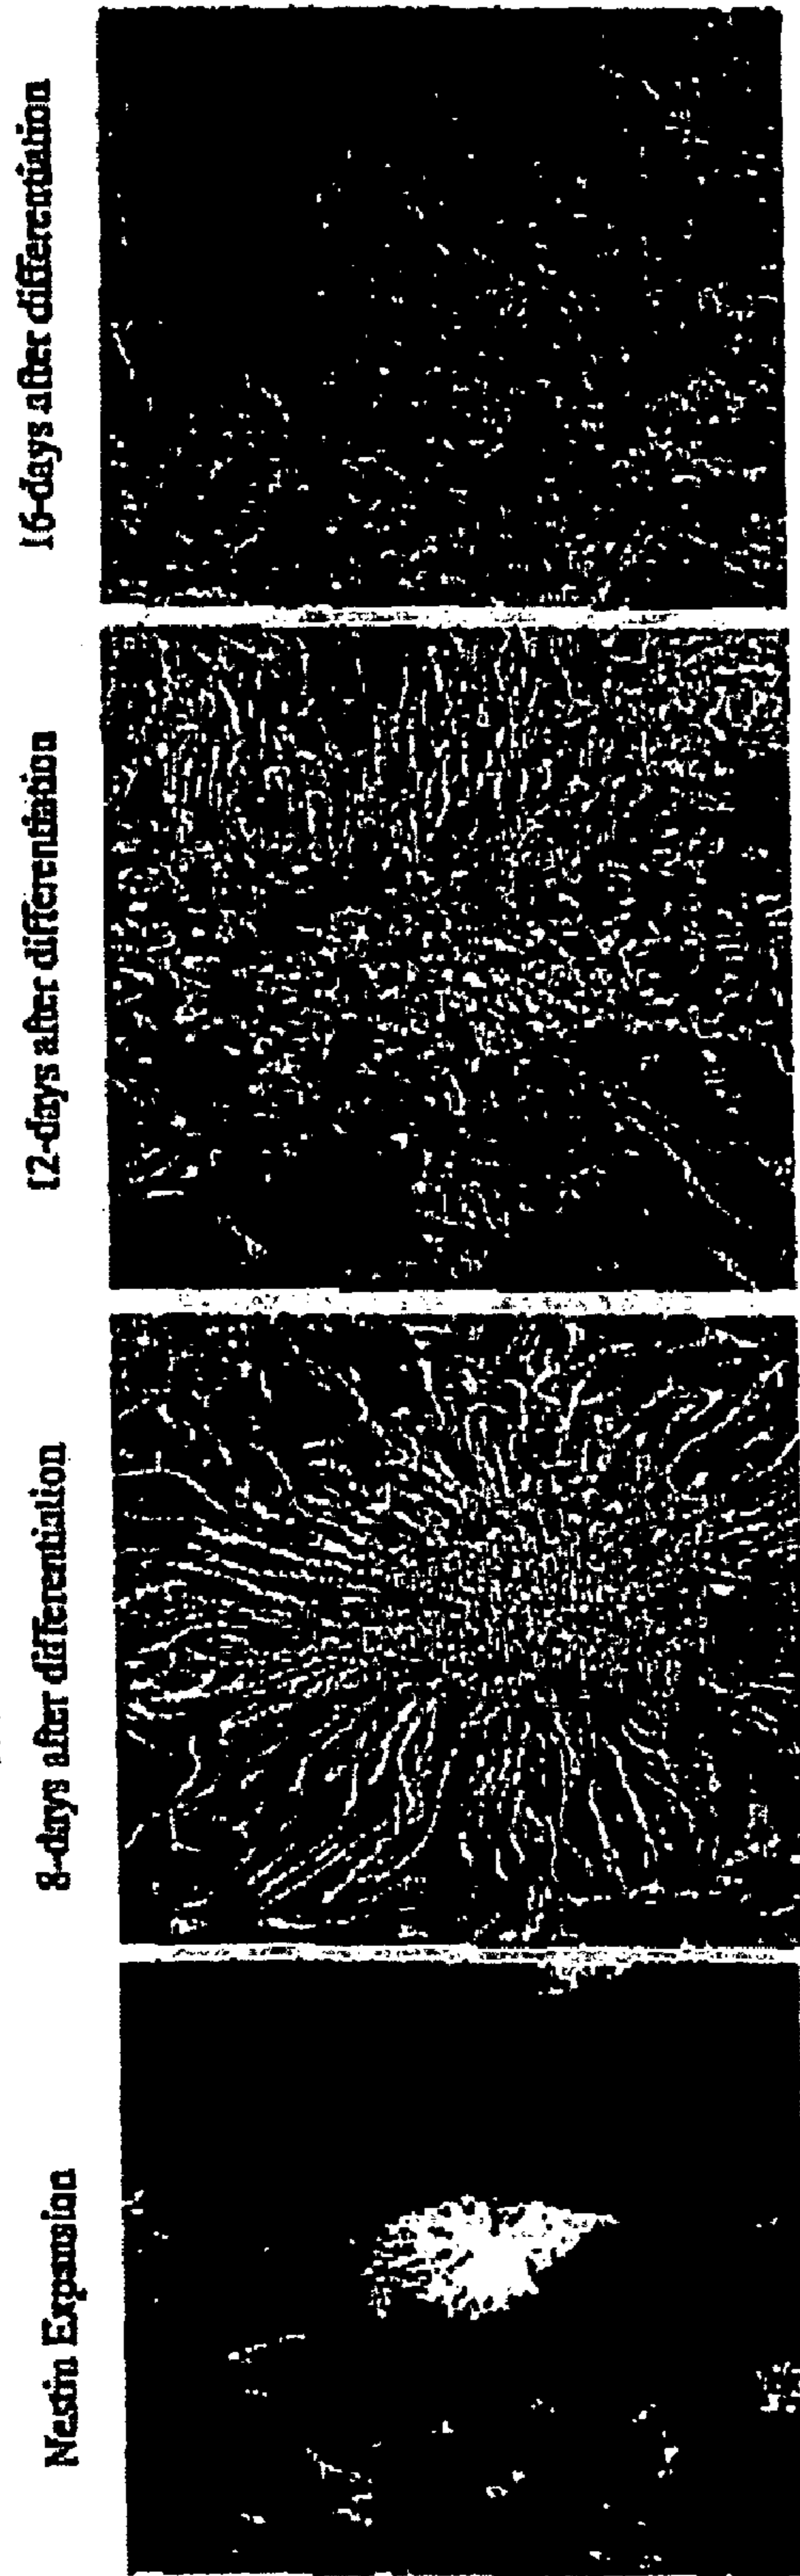 Nestin Expansion
8-days after differentiation
12-days after differentiation
16-days after differentiation